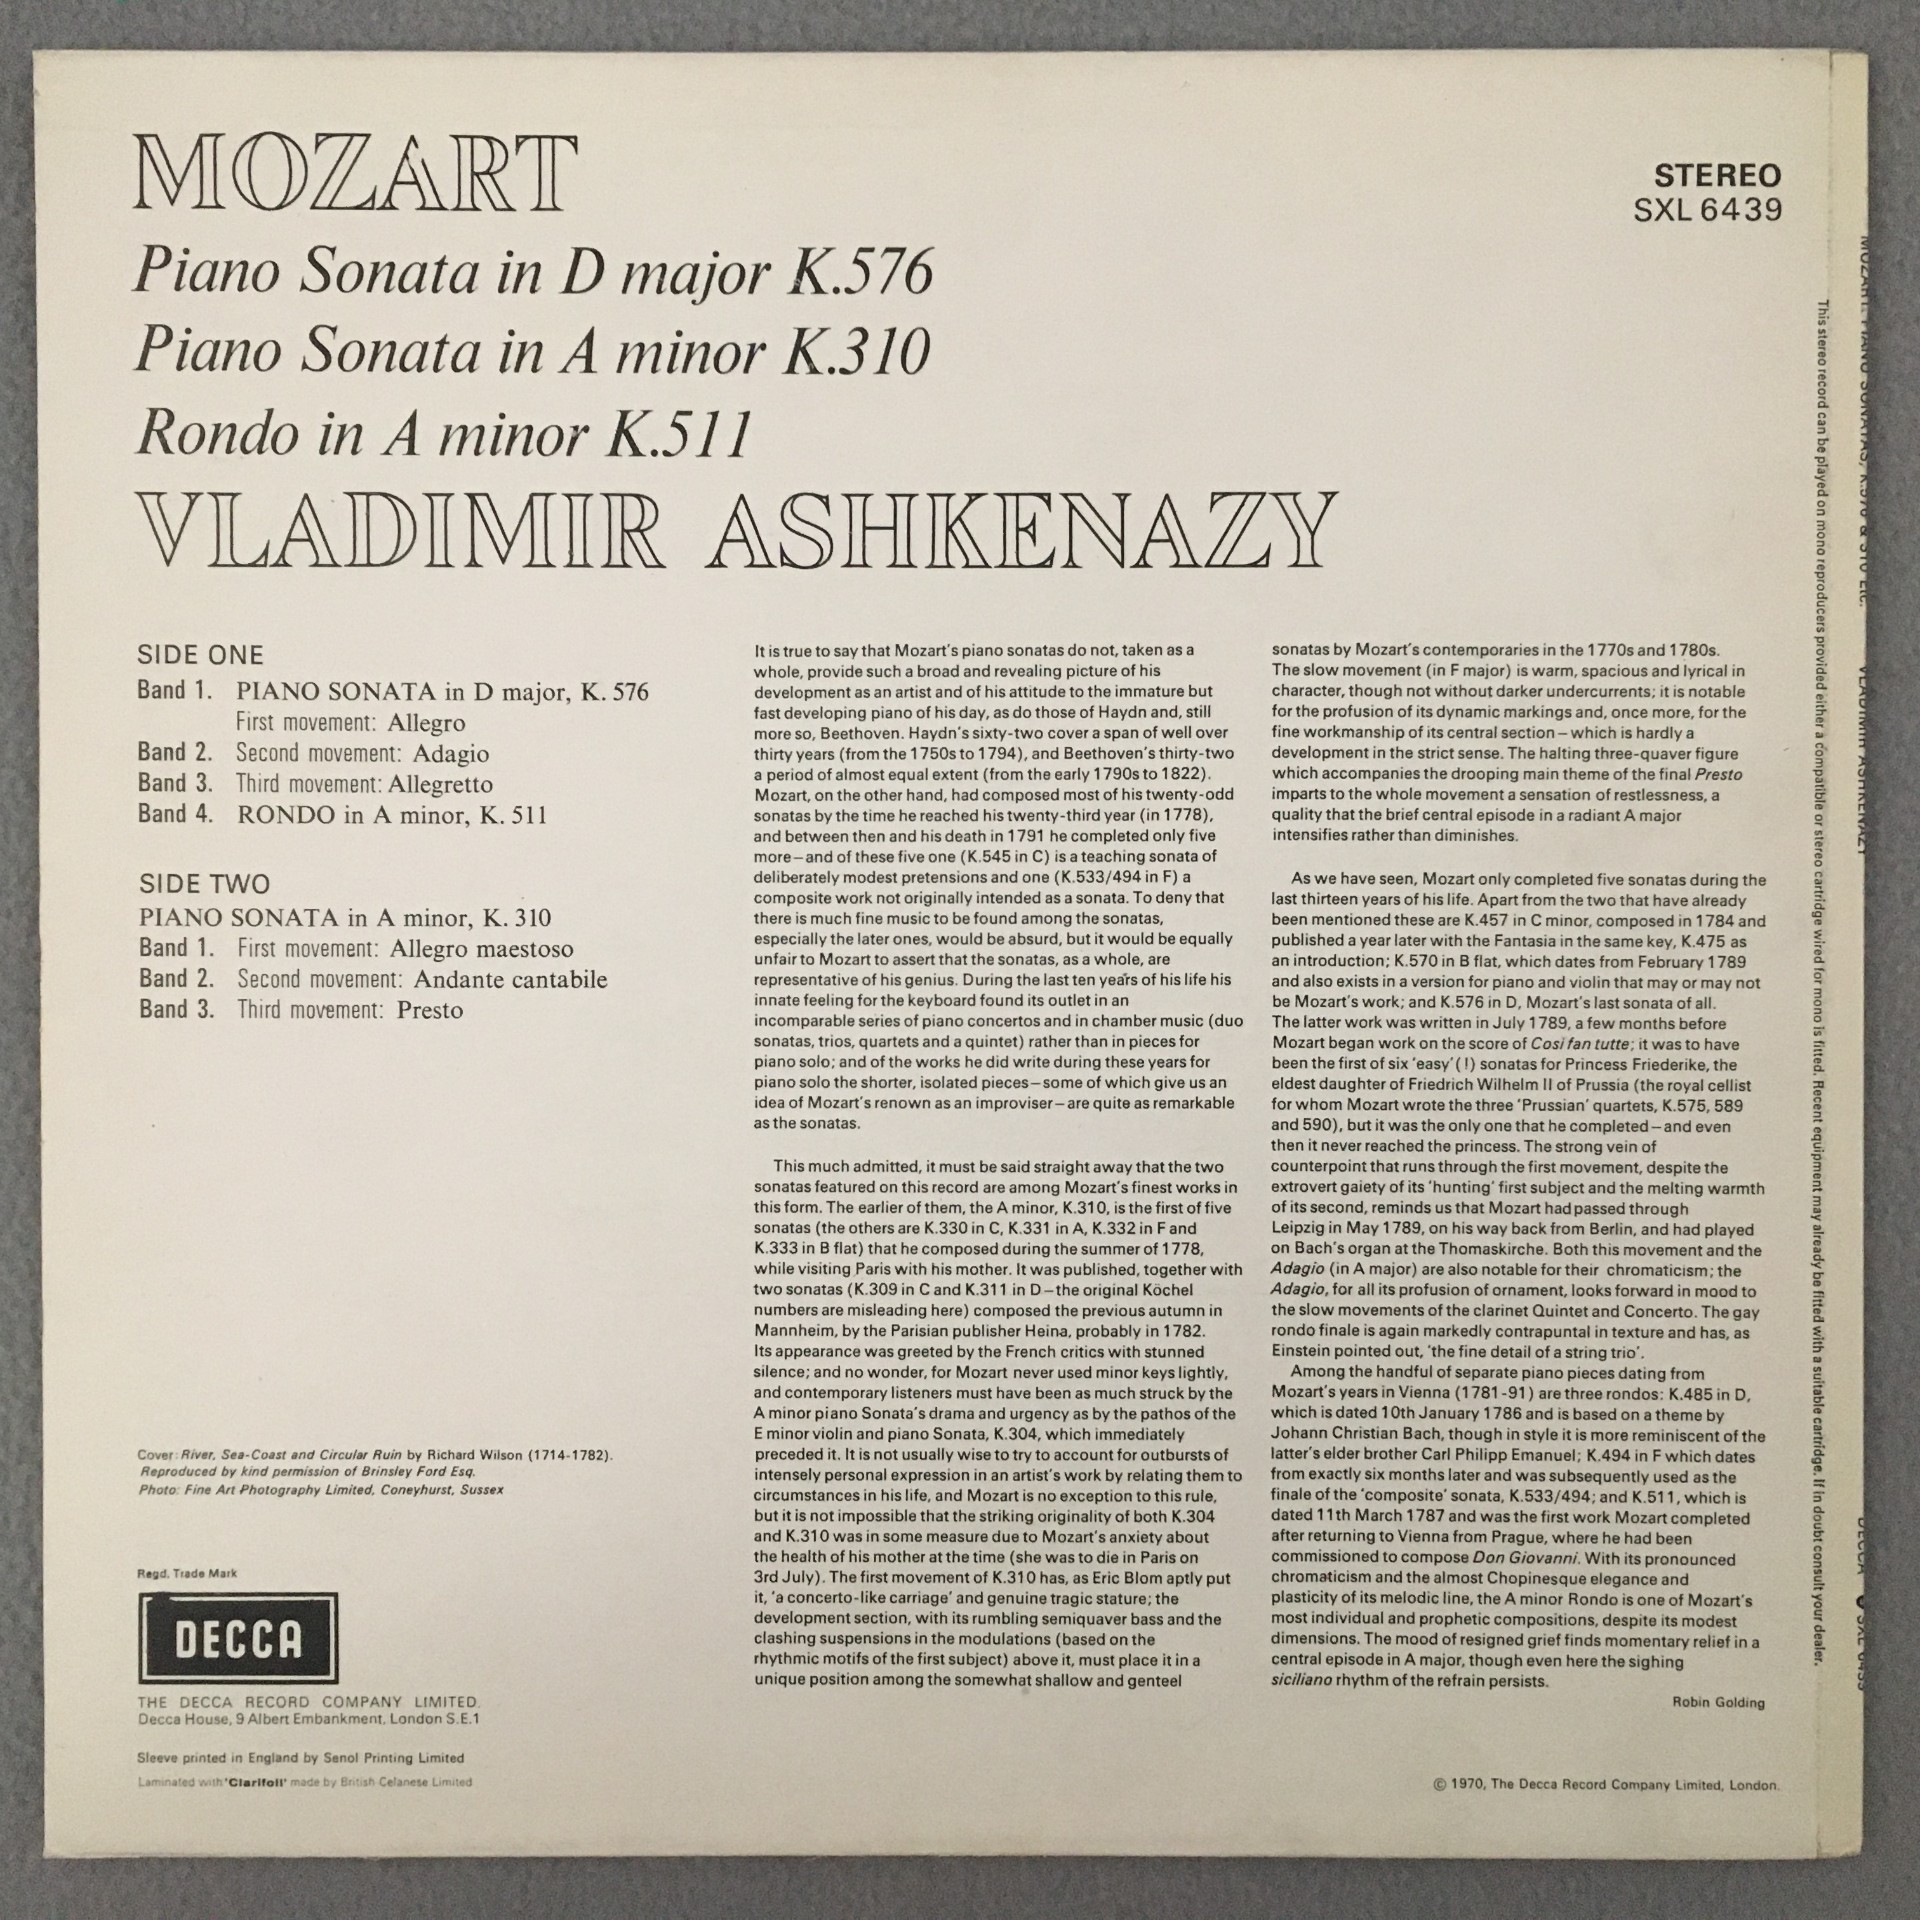 MOZART
STEREO
SXL 6439
Piano Sonata in D major K.576
Piano Sonata in A minor K.310
Rondo in A minor K.511
VLADIMIR ASHKENAZY
SIDE ONE
Band 1. PIANO SONATA in D major, K. 576
First movement: Allegro
Band 2. Second movement: Adagio
Band 3. Third movement: Allegretto
Band 4. RONDO in A minor, K. 511
SIDE TWO
PIANO SONATA in A minor, K. 310
Band 1. First movement: Allegro maestoso
Band 2. Second movement: Andante cantabile
Band 3. Third movement: Presto
Cover: River, Sea-Coast and Circular Ruin by Richard Wilson (1714-1782).
Reproduced by kind permission of Brinsley Ford Esq.
Photo: Fine Art Photography Limited, Coneyhurst, Sussex
Regd. Trade Mark
DECCA
THE DECCA RECORD COMPANY LIMITED.
Decca House, 9 Albert Embankment, London S.E.1
Sleeve printed in England by Senol Printing Limited
Laminated with 'Clarifoil' made by British Celanese Limited
It is true to say that Mozart's piano sonatas do not, taken as a
whole, provide such a broad and revealing picture of his
development as an artist and of his attitude to the immature but
fast developing piano of his day, as do those of Haydn and, still
more so, Beethoven. Haydn's sixty-two cover a span of well over
thirty years (from the 1750s to 1794), and Beethoven's thirty-two
a period of almost equal extent (from the early 1790s to 1822).
Mozart, on the other hand, had composed most of his twenty-odd
sonatas by the time he reached his twenty-third year (in 1778),
and between then and his death in 1791 he completed only five
more–and of these five one (K.545 in C) is a teaching sonata of
deliberately modest pretensions and one (K.533/494 in F) a
composite work not originally intended as a sonata. To deny that
there is much fine music to be found among the sonatas,
especially the later ones, would be absurd, but it would be equally
unfair to Mozart to assert that the sonatas, as a whole, are
representative of his genius. During the last ten years of his life his
innate feeling for the keyboard found its outlet in an
incomparable series of piano concertos and in chamber music (duo
sonatas, trios, quartets and a quintet) rather than in pieces for
piano solo; and of the works he did write during these years for
piano solo the shorter, isolated pieces–some of which give us an
idea of Mozart's renown as an improviser–are quite as remarkable
as the sonatas.
This much admitted, it must be said straight away that the two
sonatas featured on this record are among Mozart's finest works in
this form. The earlier of them, the A minor, K.310, is the first of five
sonatas (the others are K.330 in C, K.331 in A, K.332 in F and
K.333 in B flat) that he composed during the summer of 1778,
while visiting Paris with his mother. It was published, together with
two sonatas (K.309 in C and K.311 in D–the original Köchel
numbers are misleading here) composed the previous autumn in
Mannheim, by the Parisian publisher Heina, probably in 1782.
Its appearance was greeted by the French critics with stunned
silence; and no wonder, for Mozart never used minor keys lightly,
and contemporary listeners must have been as much struck by the
A minor piano Sonata's drama and urgency as by the pathos of the
E minor violin and piano Sonata, K.304, which immediately
preceded it. It is not usually wise to try to account for outbursts of
intensely personal expression in an artist's work by relating them to
circumstances in his life, and Mozart is no exception to this rule,
but it is not impossible that the striking originality of both K.304
and K.310 was in some measure due to Mozart's anxiety about
the health of his mother at the time (she was to die in Paris on
3rd July). The first movement of K.310 has, as Eric Blom aptly put
it, 'a concerto-like carriage' and genuine tragic stature; the
development section, with its rumbling semiquaver bass and the
clashing suspensions in the modulations (based on the
rhythmic motifs of the first subject) above it, must place it in a
unique position among the somewhat shallow and genteel
sonatas by Mozart's contemporaries in the 1770s and 1780s.
The slow movement (in F major) is warm, spacious and lyrical in
character, though not without darker undercurrents; it is notable
for the profusion of its dynamic markings and, once more, for the
fine workmanship of its central section–which is hardly a
development in the strict sense. The halting three-quaver figure
which accompanies the drooping main theme of the final Presto
imparts to the whole movement a sensation of restlessness, a
quality that the brief central episode in a radiant A major
intensifies rather than diminishes.
As we have seen, Mozart only completed five sonatas during the
last thirteen years of his life. Apart from the two that have already
been mentioned these are K.457 in C minor, composed in 1784 and
published a year later with the Fantasia in the same key, K.475 as
an introduction; K.570 in B flat, which dates from February 1789
and also exists in a version for piano and violin that may or may not
be Mozart's work; and K.576 in D, Mozart's last sonata of all.
The latter work was written in July 1789, a few months before
Mozart began work on the score of Cosi fan tutte; it was to have
been the first of six 'easy' (!) sonatas for Princess Friederike, the
eldest daughter of Friedrich Wilhelm II of Prussia (the royal cellist
for whom Mozart wrote the three 'Prussian' quartets, K.575, 589
and 590), but it was the only one that he completed–and even
then it never reached the princess. The strong vein of
counterpoint that runs through the first movement, despite the
extrovert gaiety of its 'hunting' first subject and the melting warmth
of its second, reminds us that Mozart had passed through
Leipzig in May 1789, on his way back from Berlin, and had played
on Bach's organ at the Thomaskirche. Both this movement and the
Adagio (in A major) are also notable for their chromaticism; the
Adagio, for all its profusion of ornament, looks forward in mood to
the slow movements of the clarinet Quintet and Concerto. The gay
rondo finale is again markedly contrapuntal in texture and has, as
Einstein pointed out, 'the fine detail of a string trio'.
Among the handful of separate piano pieces dating from
Mozart's years in Vienna (1781-91) are three rondos: K.485 in D,
which is dated 10th January 1786 and is based on a theme by
Johann Christian Bach, though in style it is more reminiscent of the
latter's elder brother Carl Philipp Emanuel; K.494 in F which dates
from exactly six months later and was subsequently used as the
finale of the 'composite' sonata, K.533/494; and K.511, which is
dated 11th March 1787 and was the first work Mozart completed
after returning to Vienna from Prague, where he had been
commissioned to compose Don Giovanni. With its pronounced
chromaticism and the almost Chopinesque elegance and
plasticity of its melodic line, the A minor Rondo is one of Mozart's
most individual and prophetic compositions, despite its modest
dimensions. The mood of resigned grief finds momentary relief in a
central episode in A major, though even here the sighing
siciliano rhythm of the refrain persists.
Robin Golding
© 1970, The Decca Record Company Limited, London.
This stereo record can be played on mono reproducers provided either a compatible or stereo cartridge wired for mono is fitted. Recent equipment may already be fitted with a suitable cartridge. If in doubt consult your dealer.
MOZART: PIANO SONATAS, K.576 & 310 Etc. VLADIMIR ASHKENAZY DECCA SXL 6439